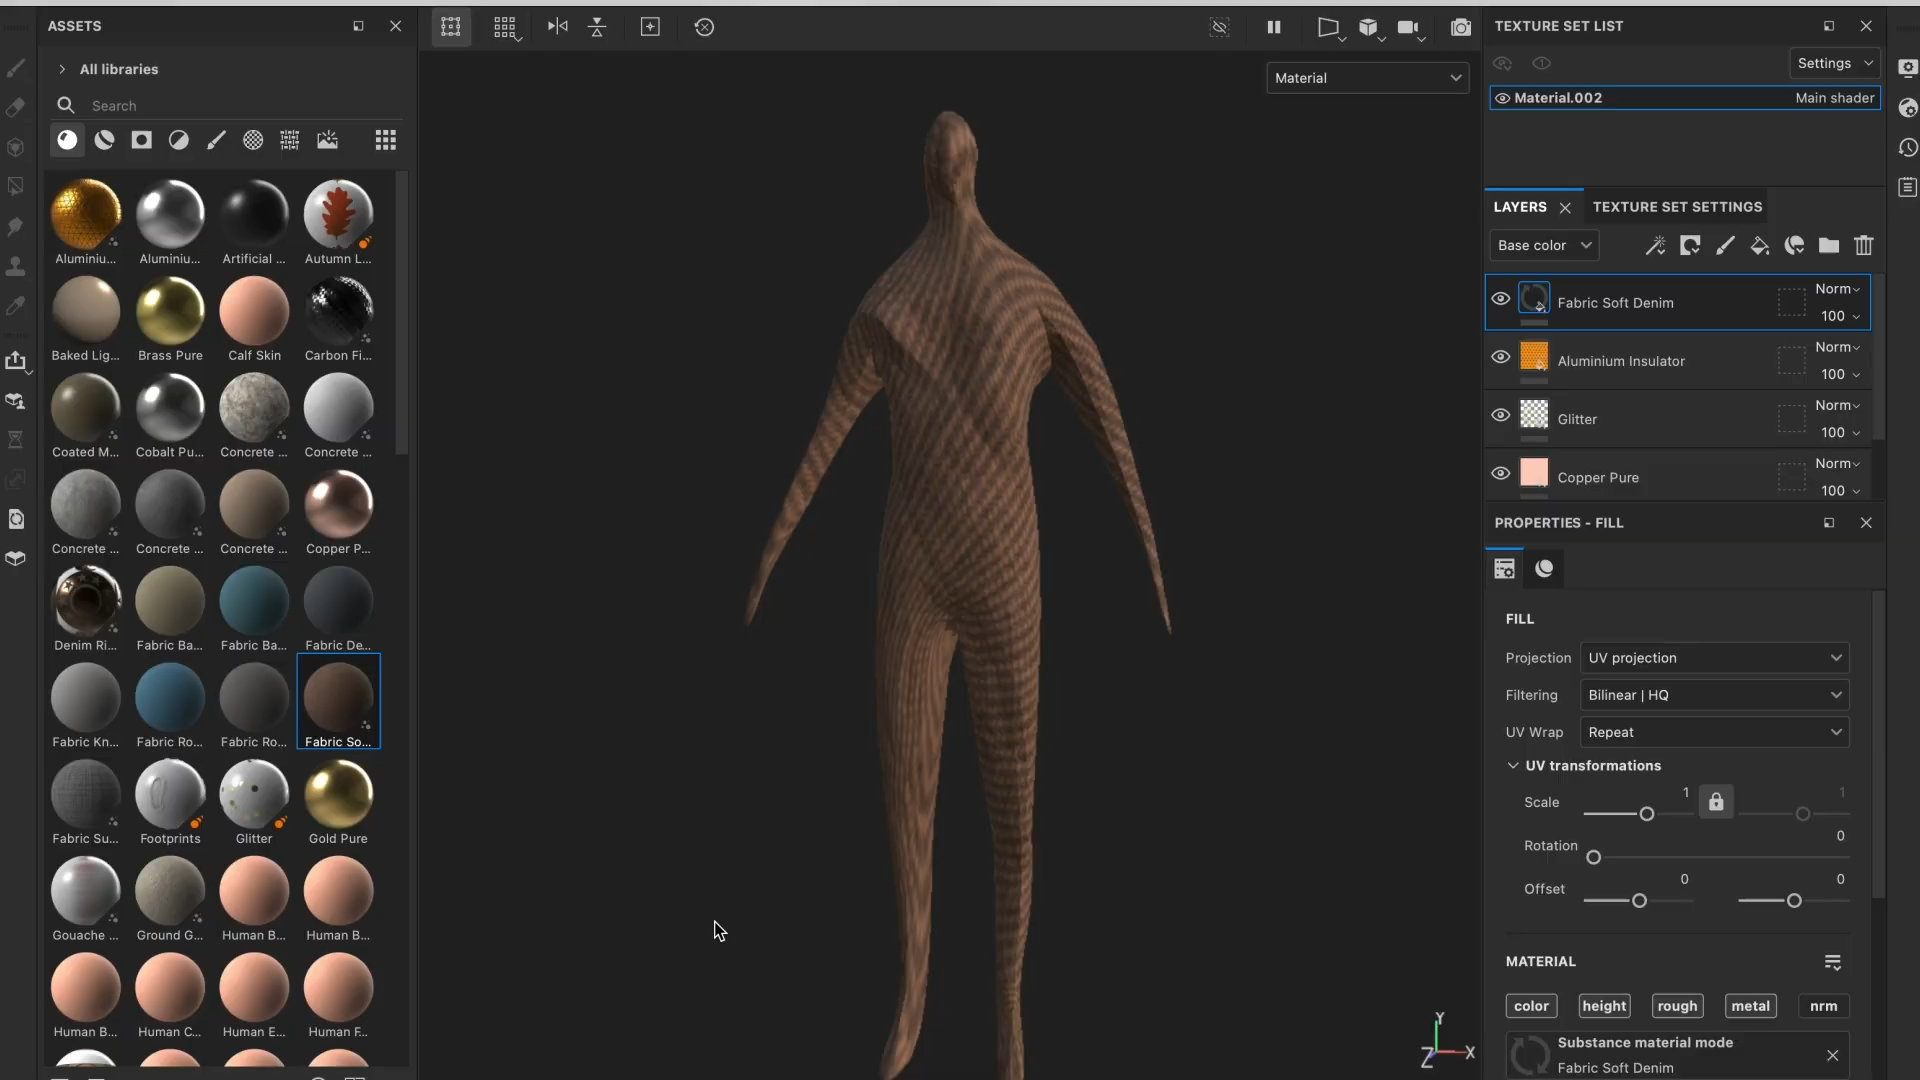 ASSETS
All libraries
Search
Aluminiu...
Aluminiu...
Artificial ...
Autumn L...
Baked Lig...
Brass Pure
Calf Skin
Carbon Fi...
Coated M...
Cobalt Pu...
Concrete ...
Concrete ...
Concrete ...
Concrete ...
Concrete ...
Copper P...
Denim Ri...
Fabric Ba...
Fabric Ba...
Fabric De...
Fabric Kn...
Fabric Ro...
Fabric Ro...
Fabric So...
Fabric Su...
Footprints
Glitter
Gold Pure
Gouache ...
Ground G...
Human B...
Human B...
Human B...
Human C...
Human E...
Human F...
Material
Y
Z
X
TEXTURE SET LIST
Settings
Material.002 Main shader
LAYERS
TEXTURE SET SETTINGS
Base color
Norm
Fabric Soft Denim
100
Norm
Aluminium Insulator
100
Norm
Glitter
100
Norm
Copper Pure
100
PROPERTIES - FILL
FILL
Projection UV projection
Filtering Bilinear | HQ
UV Wrap Repeat
UV transformations
Scale 1 1
Rotation 0
Offset 0 0
MATERIAL
color height rough metal nrm
Substance material mode
Fabric Soft Denim